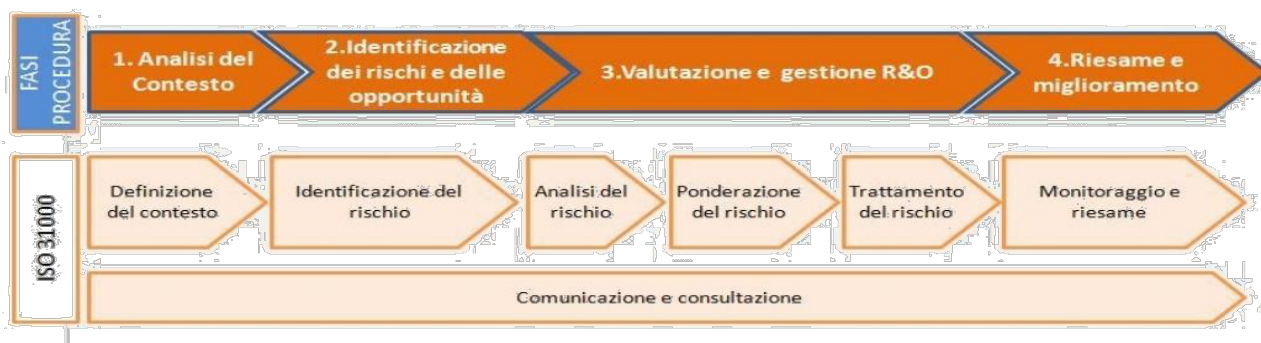 FASI
PROCEDURA
1. Analisi del
Contesto
2.Identificazione
dei rischi e delle
opportunità
3.Valutazione e gestione R&O
4.Riesame e
miglioramento
ISO 31000
Definizione
del contesto
Identificazione del
rischio
Analisi del
rischio
Ponderazione
del rischio
Trattamento
del rischio
Monitoraggio e
riesame
Comunicazione e consultazione